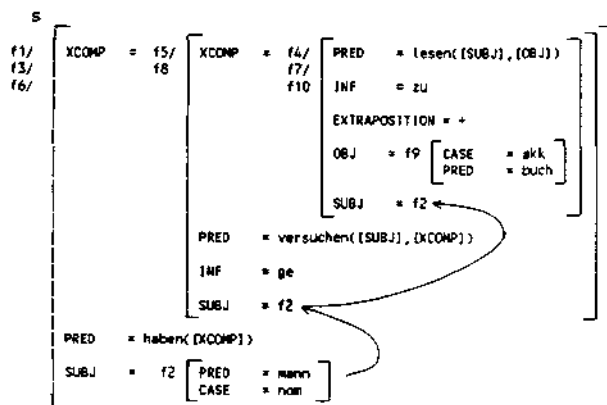 S
f1/ XCOMP = f5/ XCOMP = f4/ PRED = lesen([SUBJ],[OBJ])
f3/ f8 f7/
f6/ f10 INF = zu
EXTRAPOSITION = +
OBJ = f9 CASE = akk
PRED = buch
SUBJ = f2
PRED = versuchen([SUBJ],[XCOMP])
INF = ge
SUBJ = f2
PRED = haben([XCOMP])
SUBJ = f2 PRED = mann
CASE = nom